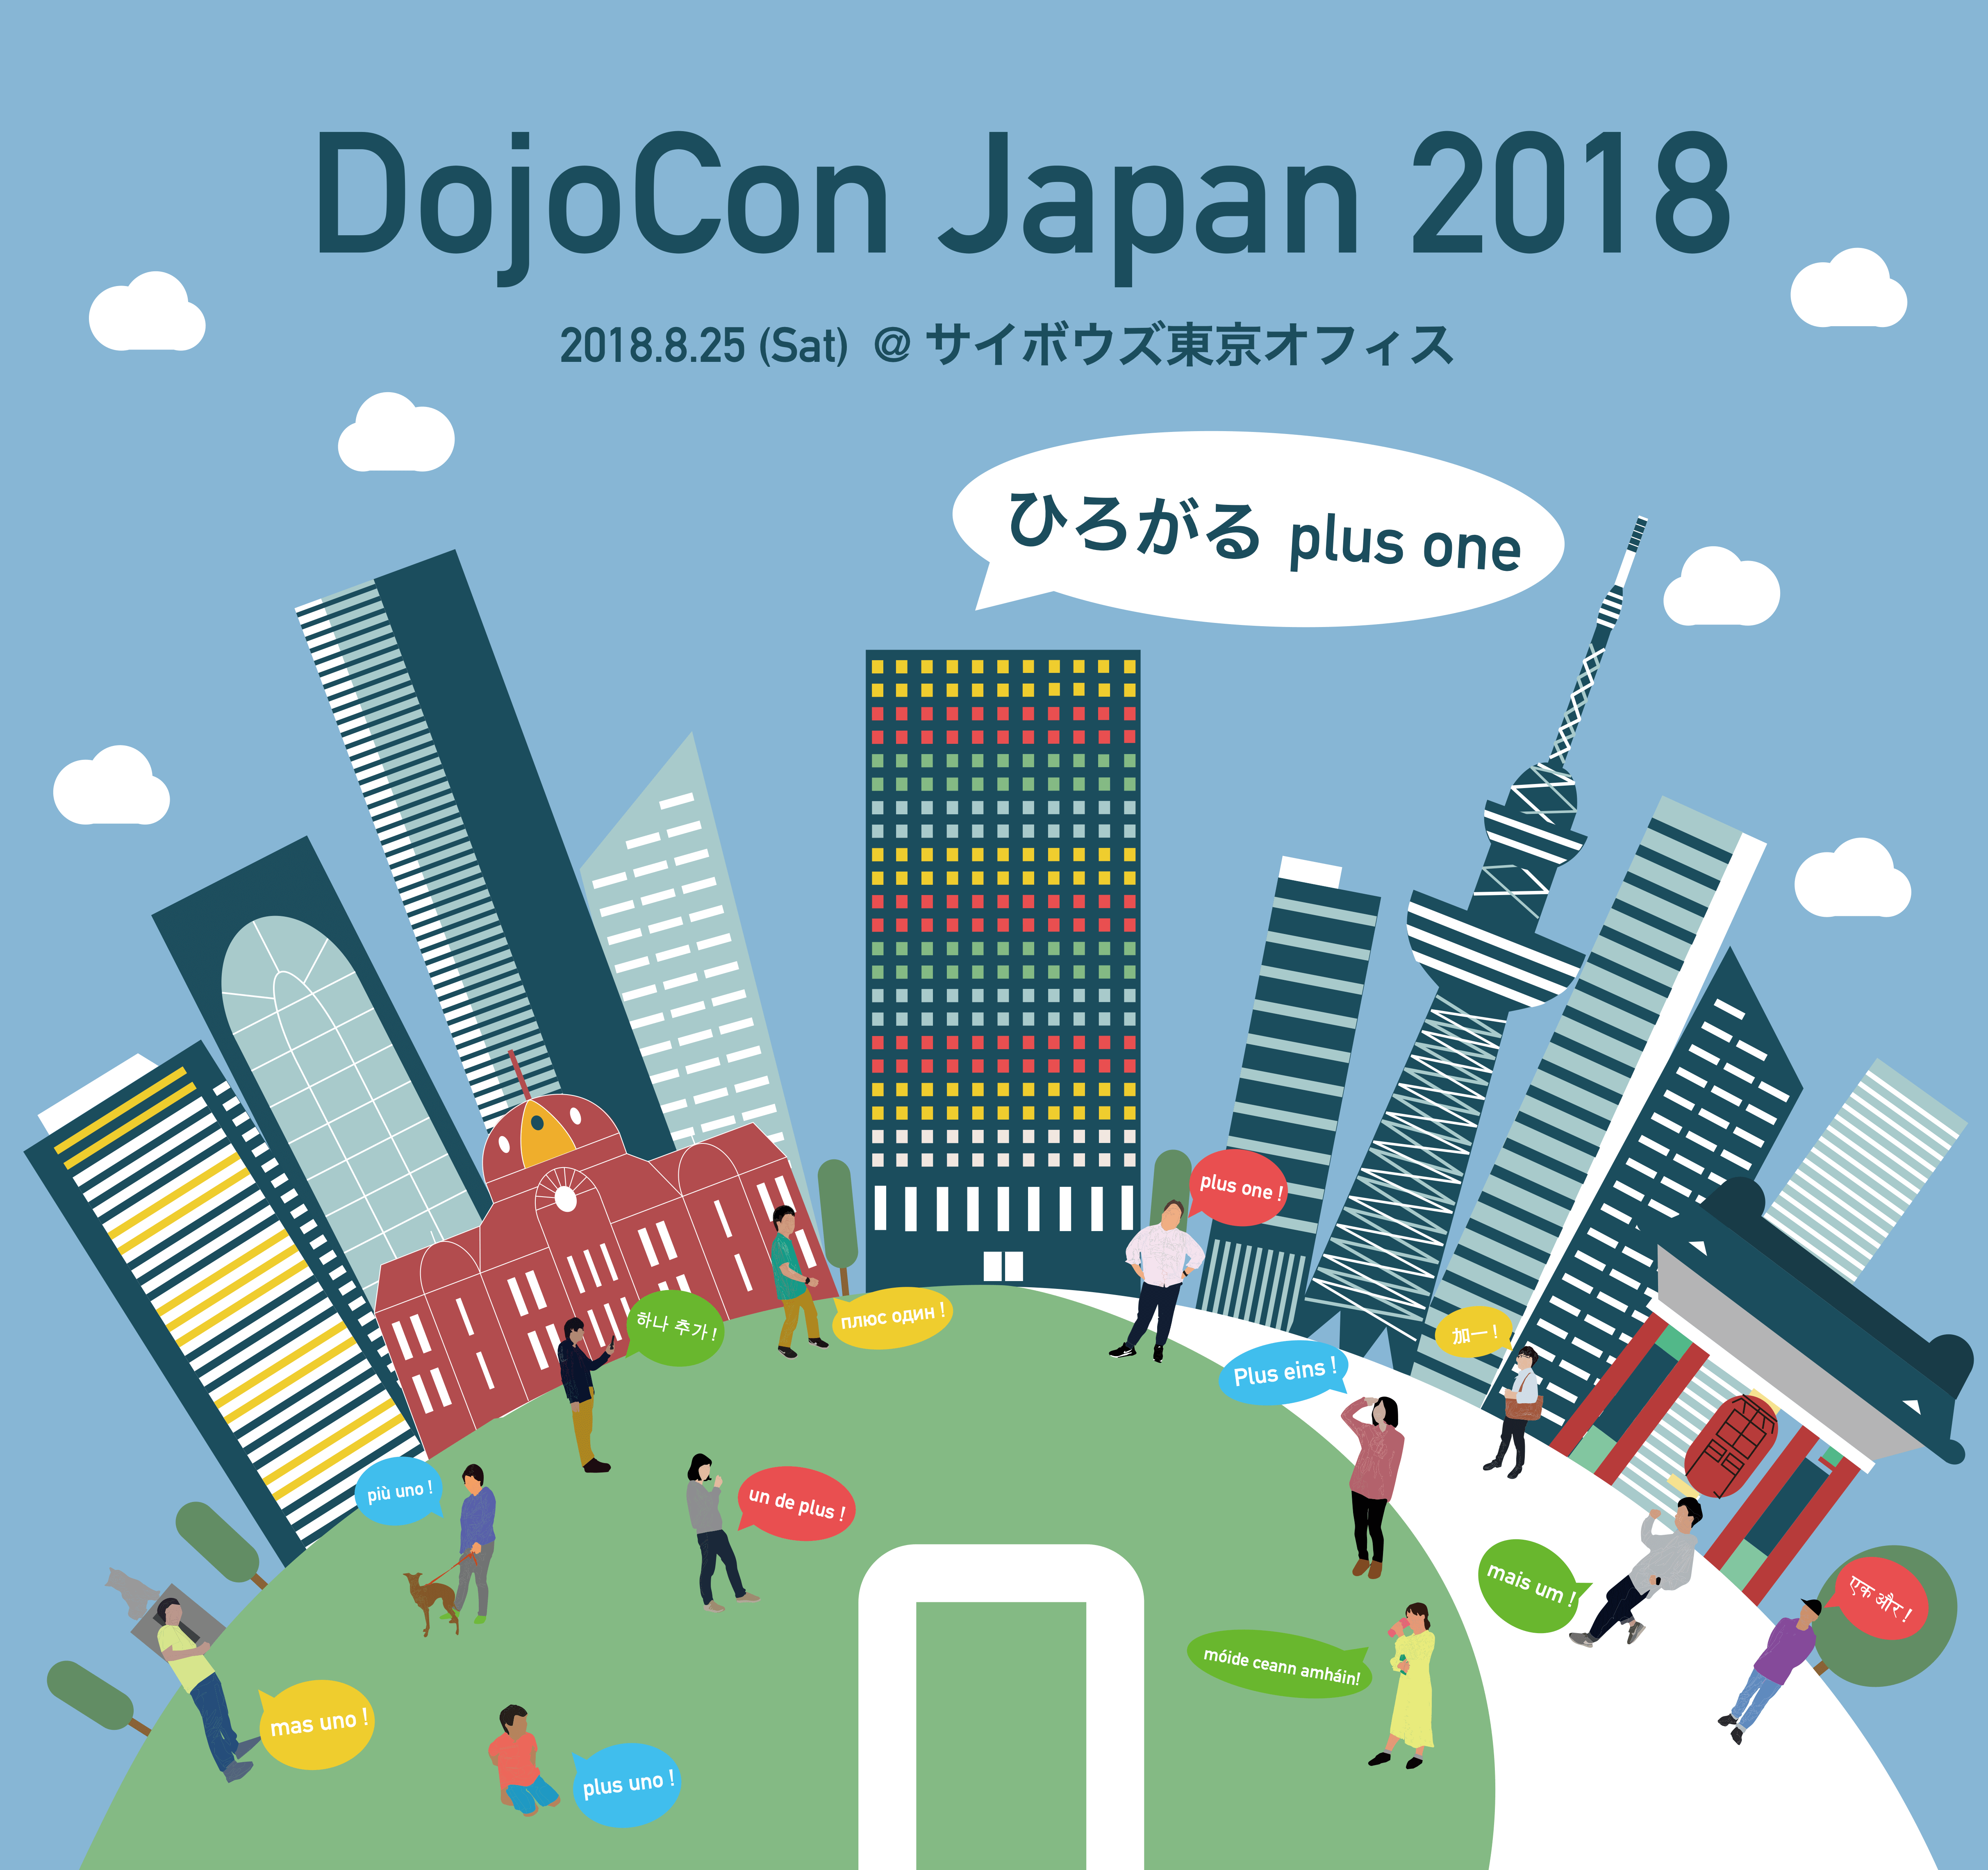 DojoCon Japan 2018
2018.8.25 (Sat) @ サイボウズ東京オフィス
ひろがる plus one
plus one !
하나 추가 !
плюс один !
Plus eins !
加一 !
più uno !
un de plus !
mais um !
एक और !
móide ceann amháin!
mas uno !
plus uno !